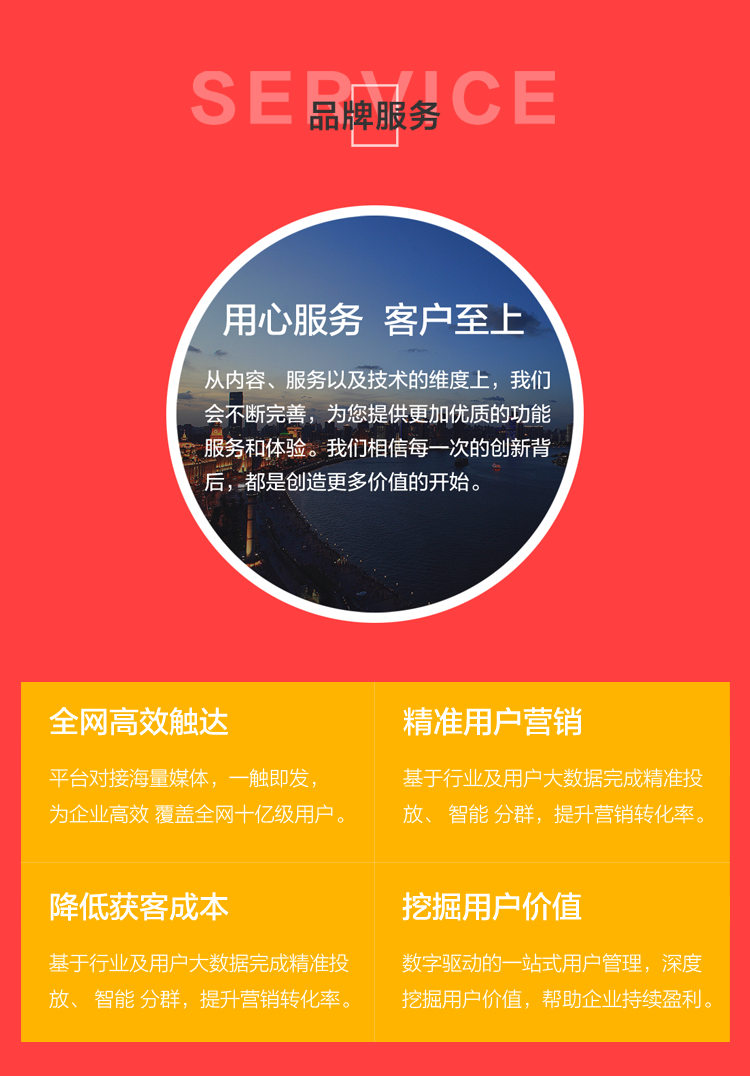 SERVICE
品牌服务
用心服务 客户至上
从内容、服务以及技术的维度上，我们
会不断完善，为您提供更加优质的功能
服务和体验。我们相信每一次的创新背
后，都是创造更多价值的开始。
全网高效触达
平台对接海量媒体，一触即发，
为企业高效 覆盖全网十亿级用户。
精准用户营销
基于行业及用户大数据完成精准投
放、 智能 分群，提升营销转化率。
降低获客成本
基于行业及用户大数据完成精准投
放、 智能 分群，提升营销转化率。
挖掘用户价值
数字驱动的一站式用户管理，深度
挖掘用户价值，帮助企业持续盈利。